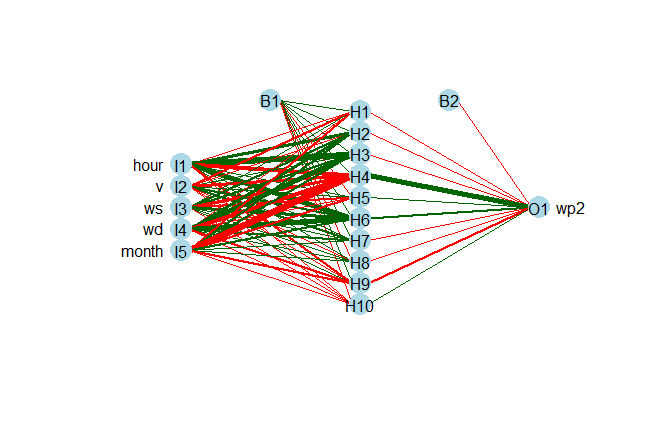 B1
B2
H1
H2
H3
hour I1
H4
v I2
H5
ws I3
O1 wp2
H6
wd I4
H7
month I5
H8
H9
H10